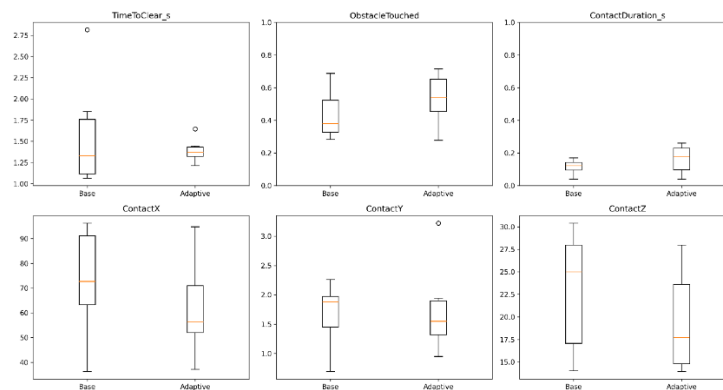 TimeToClear_s
2.75
2.50
2.25
2.00
1.75
1.50
1.25
1.00
Base
Adaptive
ObstacleTouched
1.0
0.8
0.6
0.4
0.2
0.0
Base
Adaptive
ContactDuration_s
1.0
0.8
0.6
0.4
0.2
0.0
Base
Adaptive
ContactX
90
80
70
60
50
40
Base
Adaptive
ContactY
3.0
2.5
2.0
1.5
1.0
Base
Adaptive
ContactZ
30.0
27.5
25.0
22.5
20.0
17.5
15.0
Base
Adaptive